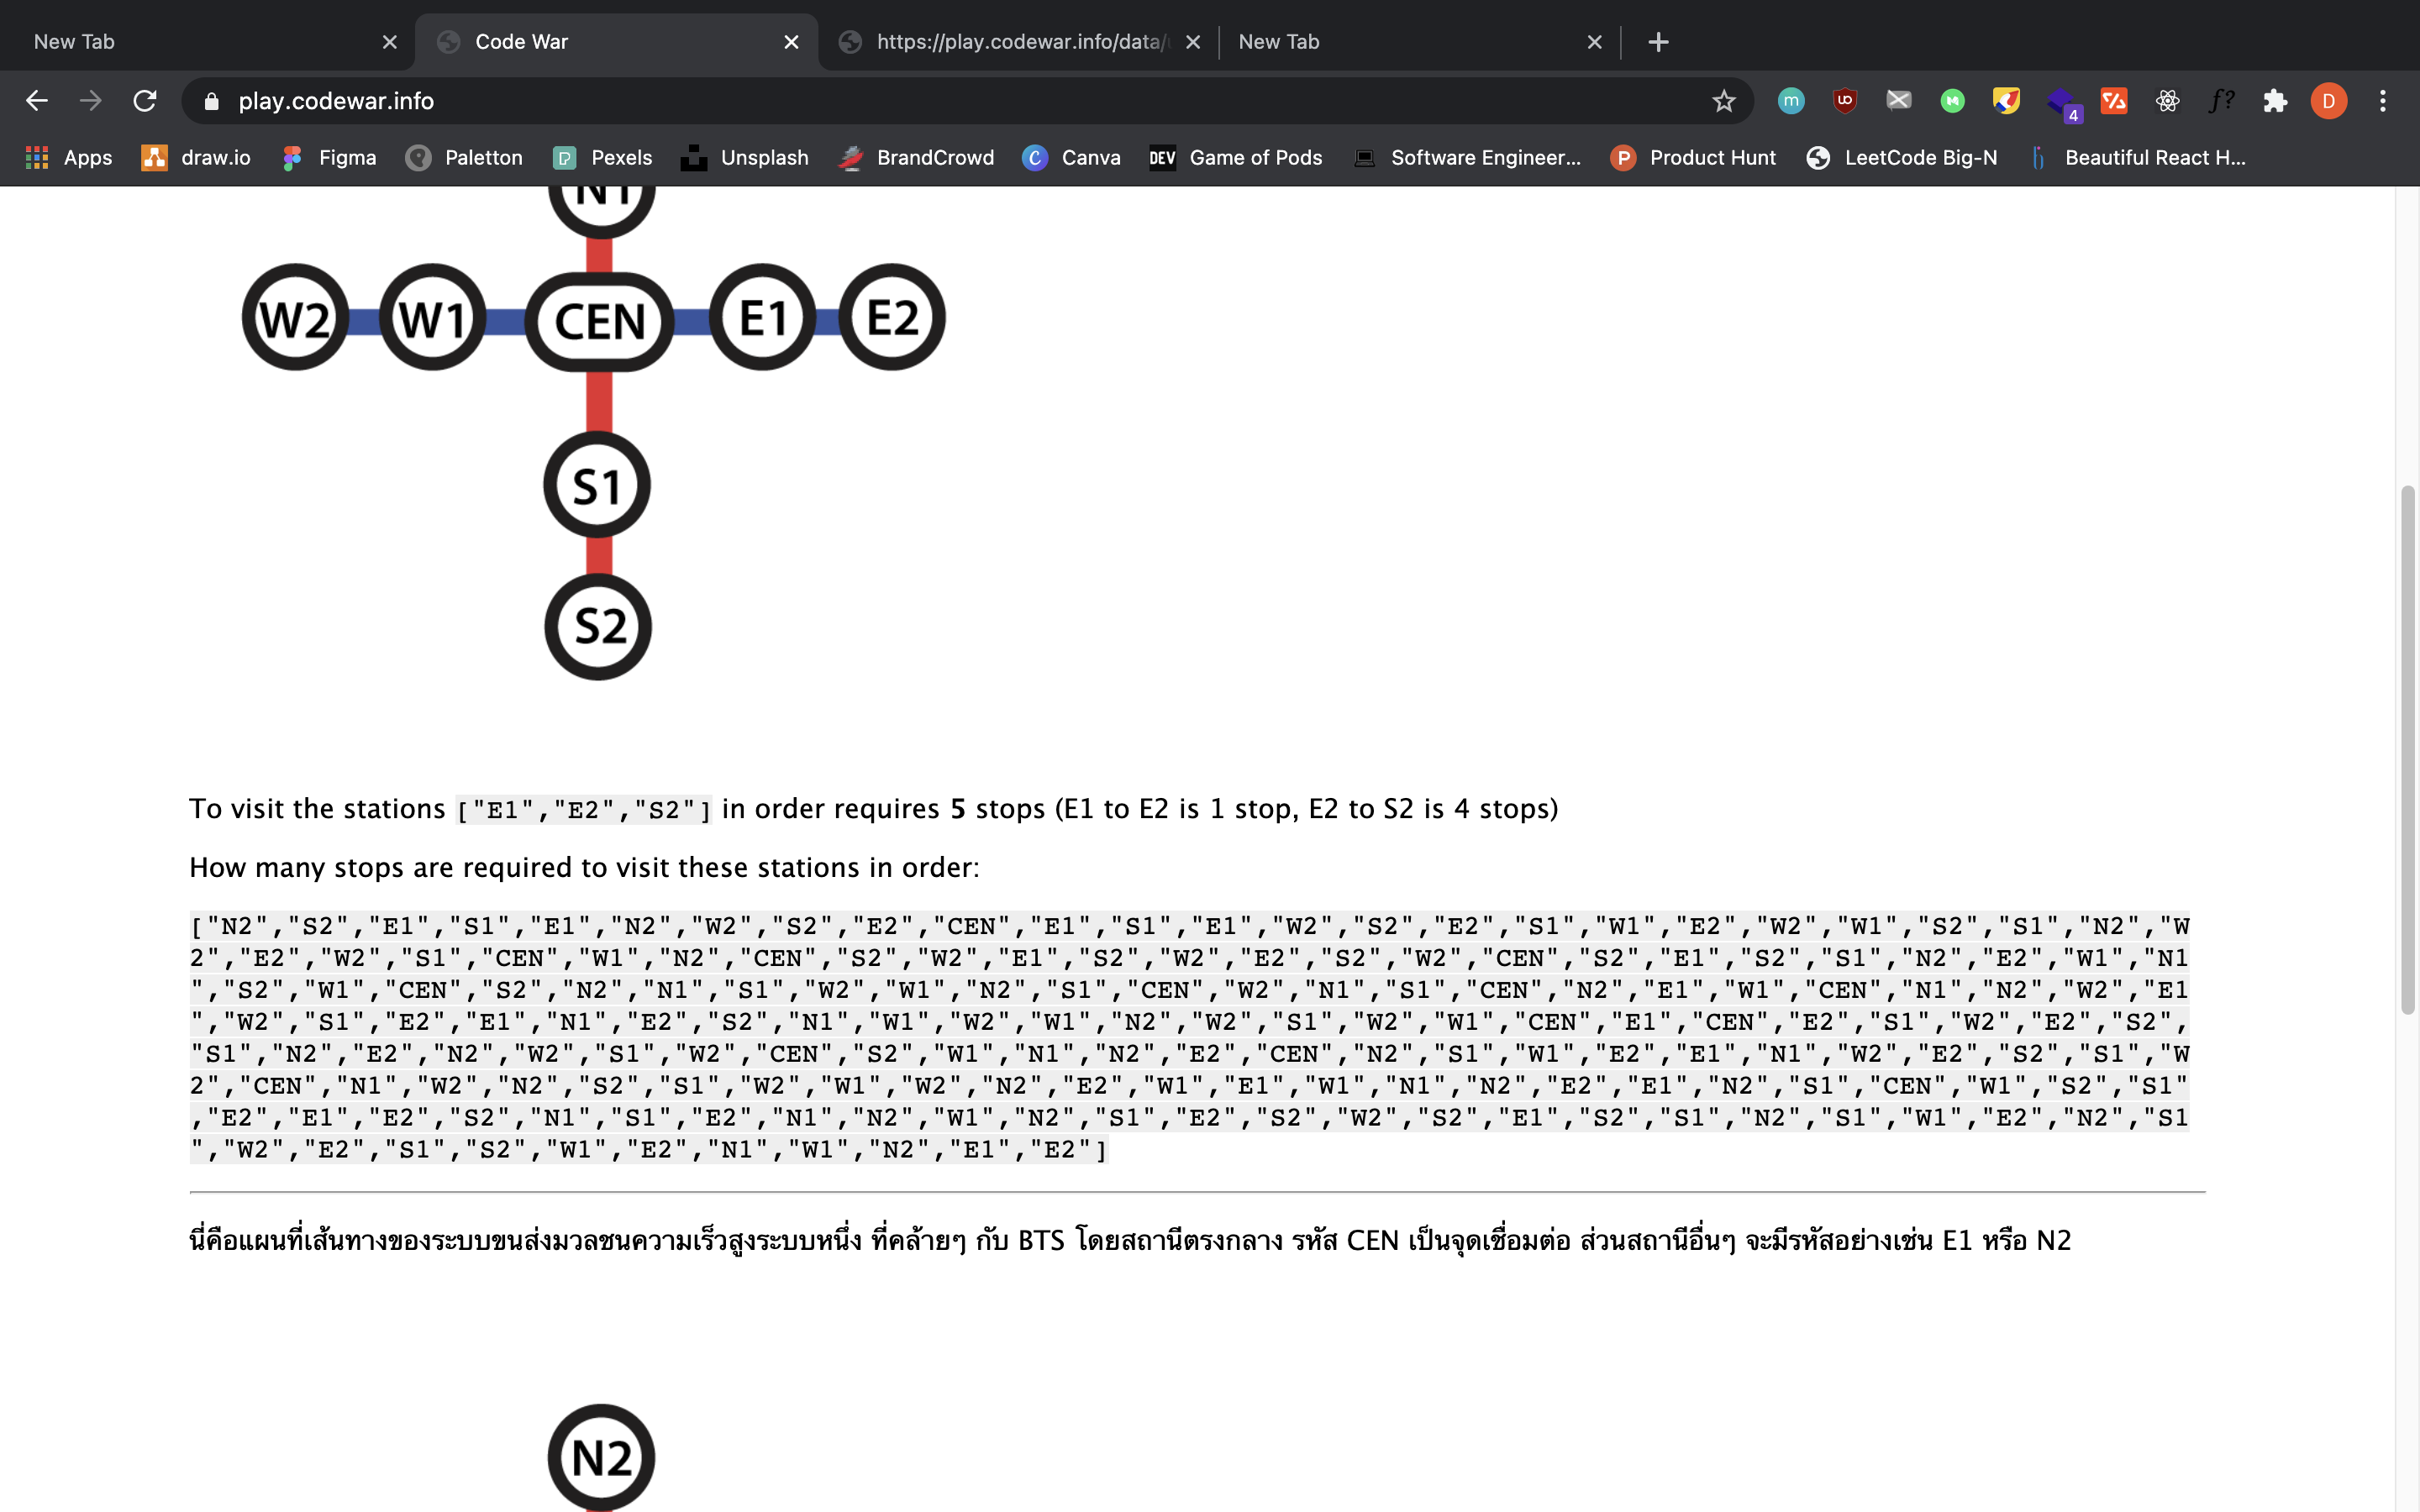 New Tab
Code War
https://play.codewar.info/data/
New Tab
play.codewar.info
4
D
Apps
draw.io
Figma
Paletton
Pexels
Unsplash
BrandCrowd
Canva
DEV Game of Pods
Software Engineer...
Product Hunt
LeetCode Big-N
Beautiful React H...
N1
W2 W1 CEN E1 E2
S1
S2
To visit the stations ["E1","E2","S2"] in order requires 5 stops (E1 to E2 is 1 stop, E2 to S2 is 4 stops)
How many stops are required to visit these stations in order:
["N2","S2","E1","S1","E1","N2","W2","S2","E2","CEN","E1","S1","E1","W2","S2","E2","S1","W1","E2","W2","W1","S2","S1","N2","W
2","E2","W2","S1","CEN","W1","N2","CEN","S2","W2","E1","S2","W2","E2","S2","W2","CEN","S2","E1","S2","S1","N2","E2","W1","N1
","S2","W1","CEN","S2","N2","N1","S1","W2","W1","N2","S1","CEN","W2","N1","S1","CEN","N2","E1","W1","CEN","N1","N2","W2","E1
","W2","S1","E2","E1","N1","E2","S2","N1","W1","W2","W1","N2","W2","S1","W2","W1","CEN","E1","CEN","E2","S1","W2","E2","S2",
"S1","N2","E2","N2","W2","S1","W2","CEN","S2","W1","N1","N2","E2","CEN","N2","S1","W1","E2","E1","N1","W2","E2","S2","S1","W
2","CEN","N1","W2","N2","S2","S1","W2","W1","W2","N2","E2","W1","E1","W1","N1","N2","E2","E1","N2","S1","CEN","W1","S2","S1"
,"E2","E1","E2","S2","N1","S1","E2","N1","N2","W1","N2","S1","E2","S2","W2","S2","E1","S2","S1","N2","S1","W1","E2","N2","S1
","W2","E2","S1","S2","W1","E2","N1","W1","N2","E1","E2"]
นี่คือแผนที่เส้นทางของระบบขนส่งมวลชนความเร็วสูงระบบหนึ่ง ที่คล้ายๆ กับ BTS โดยสถานีตรงกลาง รหัส CEN เป็นจุดเชื่อมต่อ ส่วนสถานีอื่นๆ จะมีรหัสอย่างเช่น E1 หรือ N2
N2